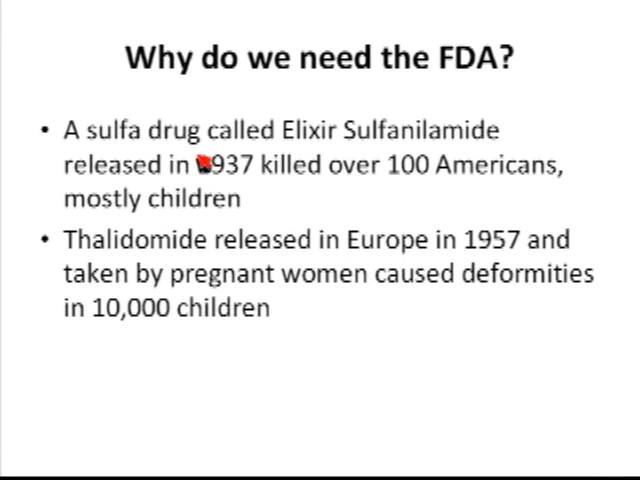 Why do we need the FDA?
• A sulfa drug called Elixir Sulfanilamide
released in 1937 killed over 100 Americans,
mostly children
• Thalidomide released in Europe in 1957 and
taken by pregnant women caused deformities
in 10,000 children